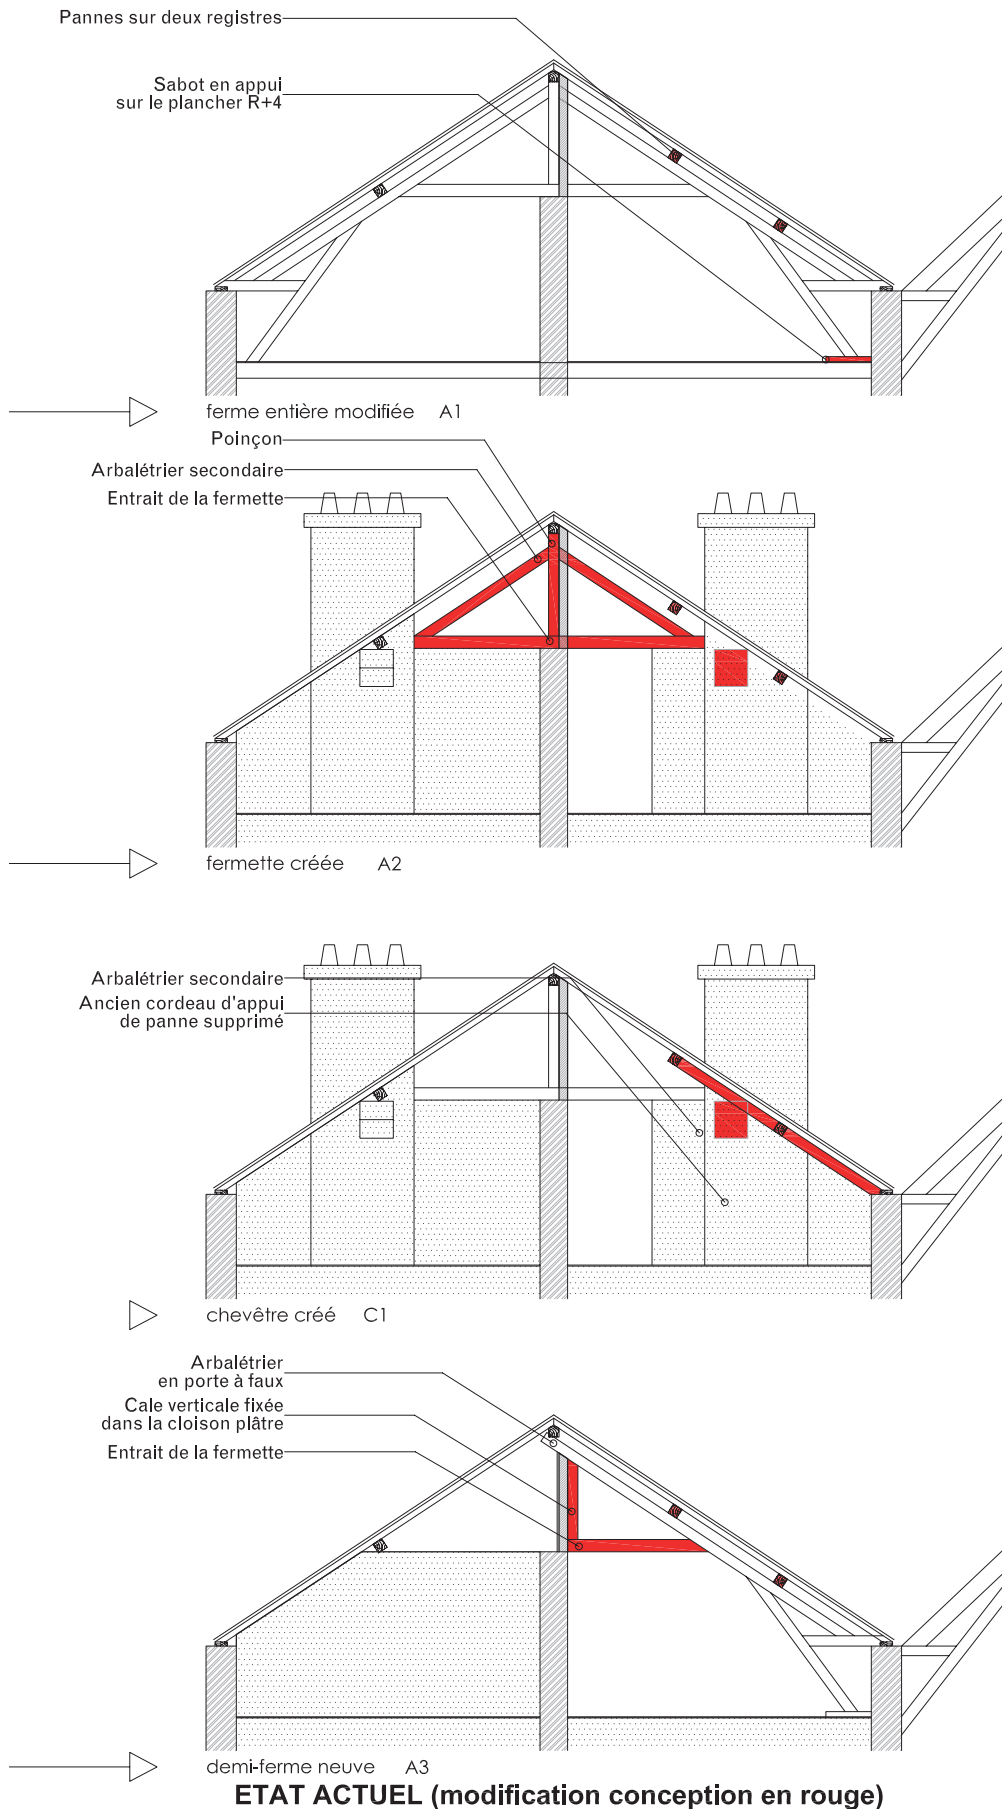 Pannes sur deux registres
Sabot en appui
sur le plancher R+4
ferme entière modifiée A1
Poinçon
Arbalétrier secondaire
Entrait de la fermette
fermette créée A2
Arbalétrier secondaire
Ancien cordeau d'appui
de panne supprimé
chevêtre créé C1
Arbalétrier
en porte à faux
Cale verticale fixée
dans la cloison plâtre
Entrait de la fermette
demi-ferme neuve A3
ETAT ACTUEL (modification conception en rouge)